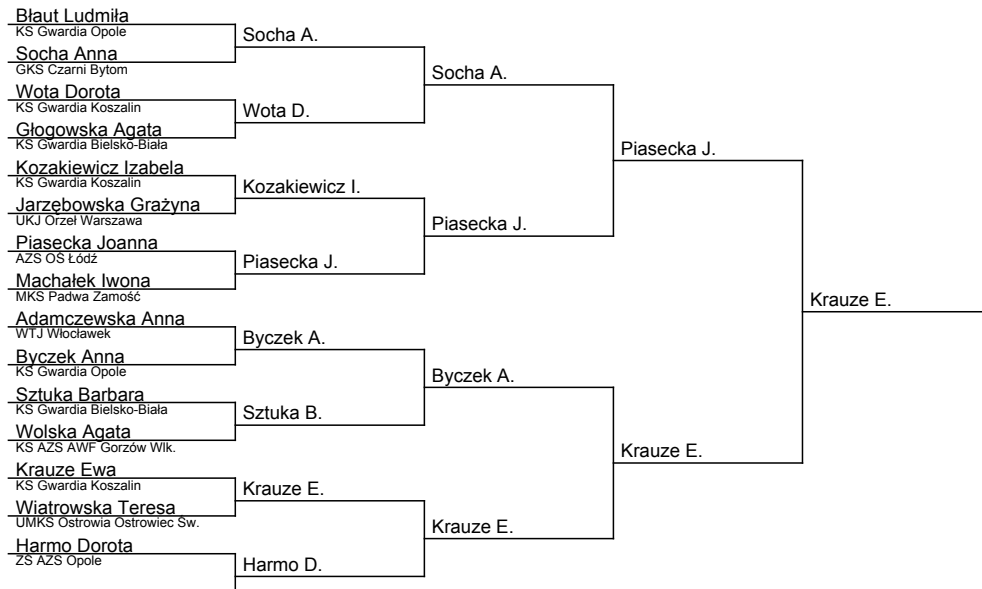 Błaut Ludmiła
KS Gwardia Opole
Socha Anna
GKS Czarni Bytom
Wota Dorota
KS Gwardia Koszalin
Głogowska Agata
KS Gwardia Bielsko-Biała
Kozakiewicz Izabela
KS Gwardia Koszalin
Jarzębowska Grażyna
UKJ Orzeł Warszawa
Piasecka Joanna
AZS OŚ Łódź
Machałek Iwona
MKS Padwa Zamość
Adamczewska Anna
WTJ Włocławek
Byczek Anna
KS Gwardia Opole
Sztuka Barbara
KS Gwardia Bielsko-Biała
Wolska Agata
KS AZS AWF Gorzów Wlk.
Krauze Ewa
KS Gwardia Koszalin
Wiatrowska Teresa
UMKS Ostrowia Ostrowiec Św.
Harmo Dorota
ZS AZS Opole
Socha A.
Wota D.
Kozakiewicz I.
Piasecka J.
Byczek A.
Sztuka B.
Krauze E.
Harmo D.
Socha A.
Piasecka J.
Byczek A.
Krauze E.
Piasecka J.
Krauze E.
Krauze E.